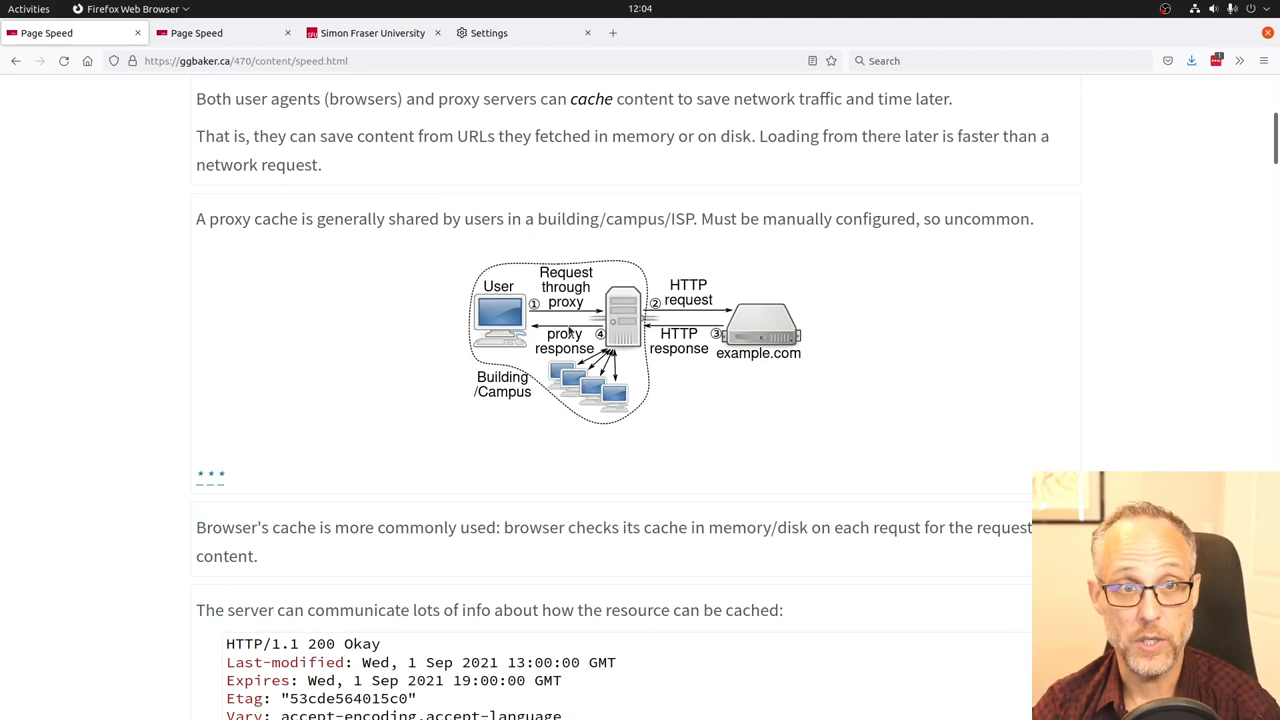 Activities
Firefox Web Browser
12:04
Page Speed
Page Speed
SFU
Simon Fraser University
Settings
https://ggbaker.ca/470/content/speed.html
Search
1
Both user agents (browsers) and proxy servers can cache content to save network traffic and time later.
That is, they can save content from URLs they fetched in memory or on disk. Loading from there later is faster than a
network request.
A proxy cache is generally shared by users in a building/campus/ISP. Must be manually configured, so uncommon.
User
Request
through
proxy
①
②
HTTP
request
proxy
response
④
HTTP
response
③
example.com
Building
/Campus
* * *
Browser's cache is more commonly used: browser checks its cache in memory/disk on each requst for the request
content.
The server can communicate lots of info about how the resource can be cached:
HTTP/1.1 200 Okay
Last-modified: Wed, 1 Sep 2021 13:00:00 GMT
Expires: Wed, 1 Sep 2021 19:00:00 GMT
Etag: "53cde564015c0"
Vary: accept-encoding,accept-language